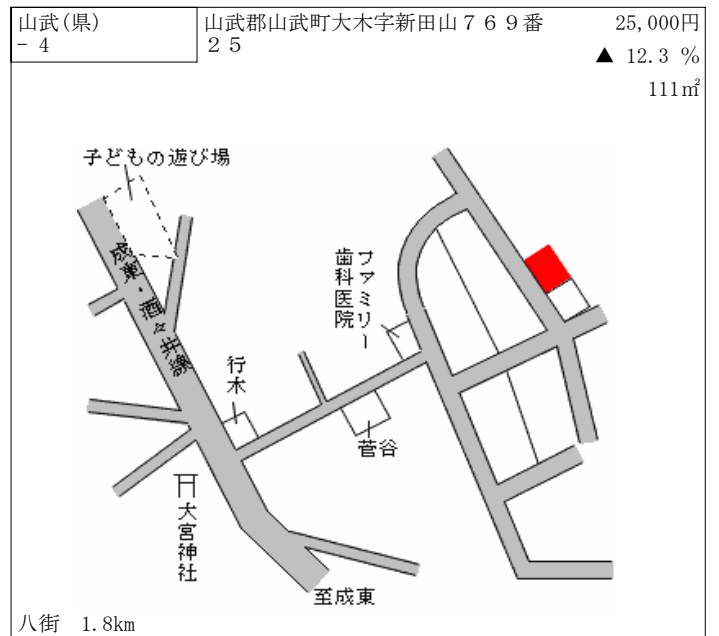 山武(県)
- 4
山武郡山武町大木字新田山７６９番
２５
25,000円
▲ 12.3 %
111㎡
子どもの遊び場
成東・酒々井線
ファミリー
歯科医院
行木
菅谷
大宮神社
至成東
八街 1.8km